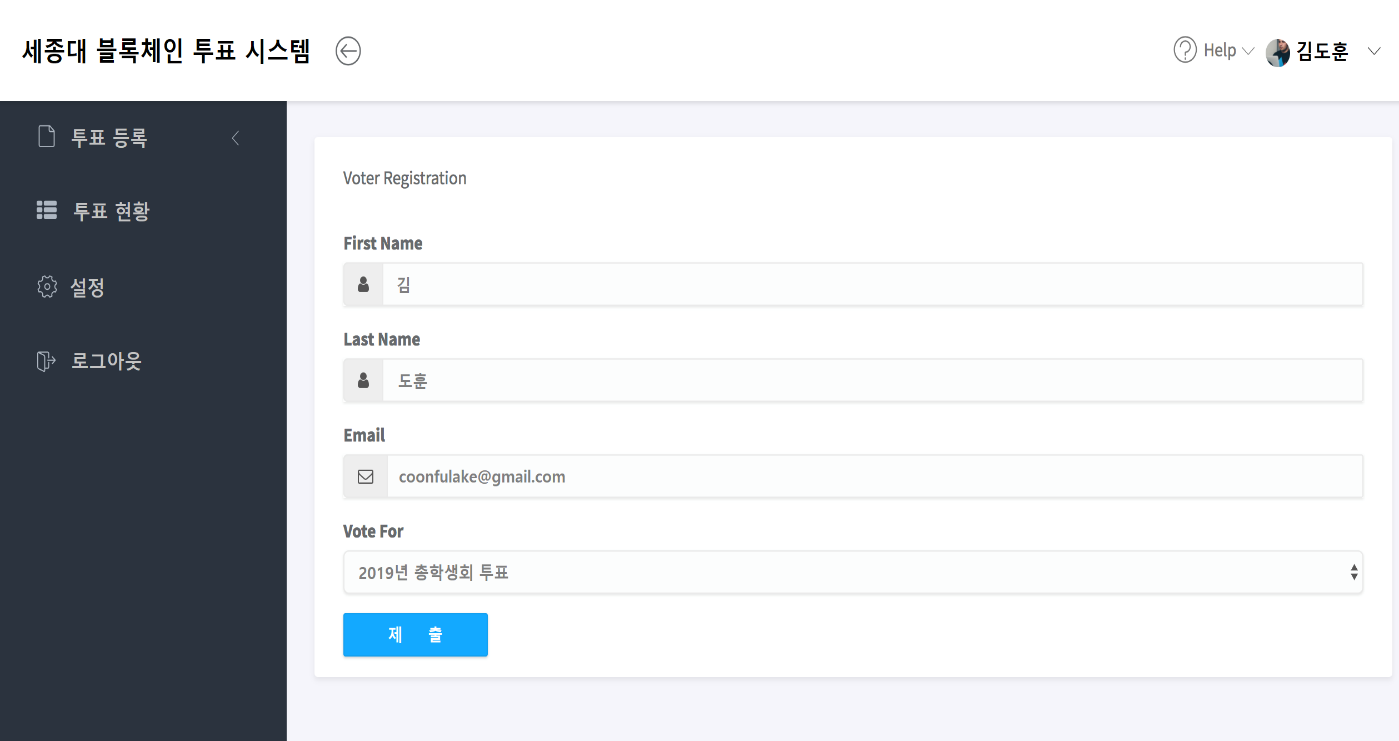 세종대 블록체인 투표 시스템
Help
김도훈
투표 등록
투표 현황
설정
로그아웃
Voter Registration
First Name
김
Last Name
도훈
Email
coonfulake@gmail.com
Vote For
2019년 총학생회 투표
제 출